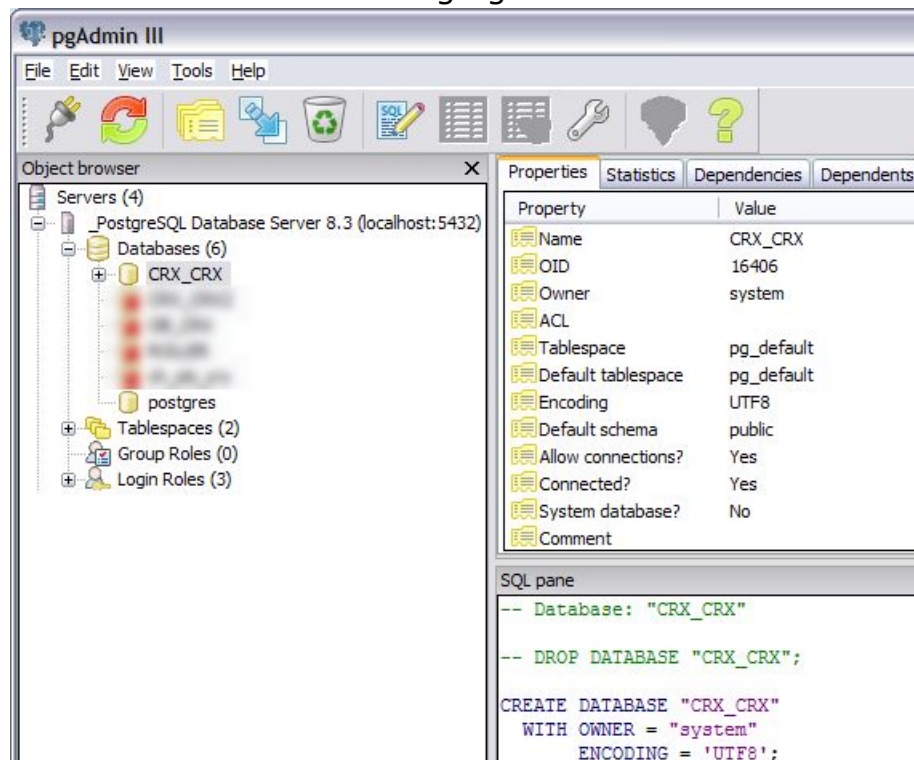 pgAdmin III
File Edit View Tools Help
SQL
Object browser X
Servers (4)
_PostgreSQL Database Server 8.3 (localhost:5432)
Databases (6)
CRX_CRX
postgres
Tablespaces (2)
Group Roles (0)
Login Roles (3)
Properties Statistics Dependencies Dependents
Property Value
Name CRX_CRX
OID 16406
Owner system
ACL
Tablespace pg_default
Default tablespace pg_default
Encoding UTF8
Default schema public
Allow connections? Yes
Connected? Yes
System database? No
Comment
SQL pane
-- Database: "CRX_CRX"
-- DROP DATABASE "CRX_CRX";
CREATE DATABASE "CRX_CRX"
WITH OWNER = "system"
ENCODING = 'UTF8';